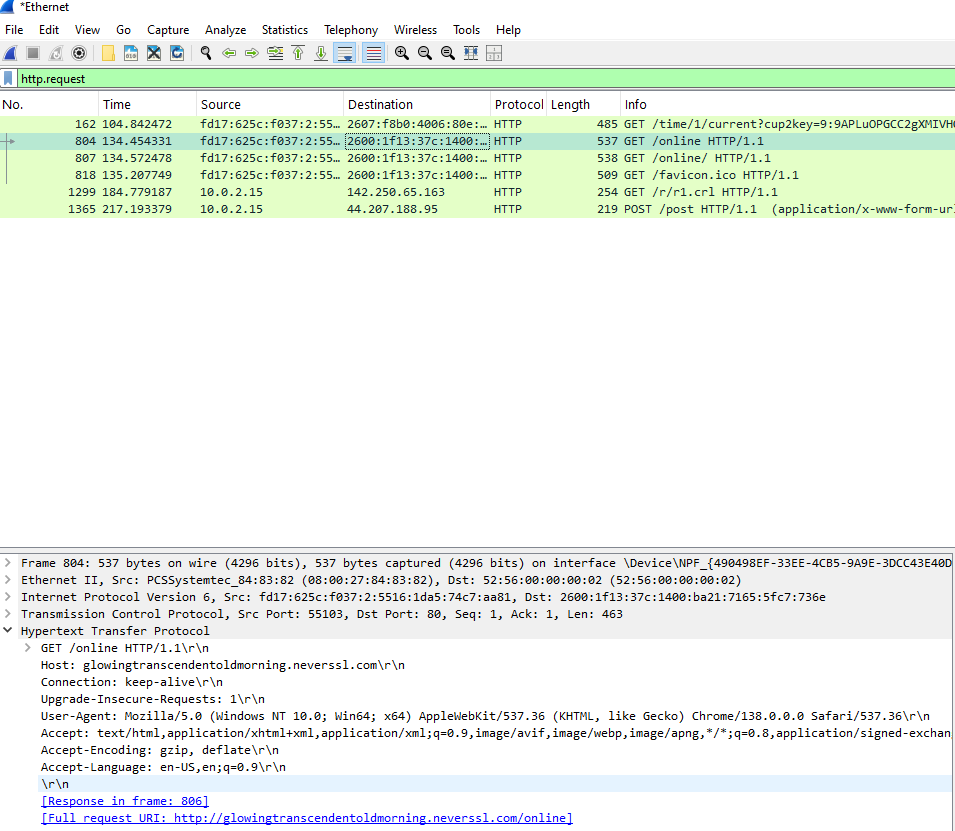 *Ethernet
File Edit View Go Capture Analyze Statistics Telephony Wireless Tools Help
http.request
No. Time Source Destination Protocol Length Info
162 104.842472 fd17:625c:f037:2:55… 2607:f8b0:4006:80e:… HTTP 485 GET /time/1/current?cup2key=9:9APLuOPGCC2gXMIVH
804 134.454331 fd17:625c:f037:2:55… 2600:1f13:37c:1400:… HTTP 537 GET /online HTTP/1.1
807 134.572478 fd17:625c:f037:2:55… 2600:1f13:37c:1400:… HTTP 538 GET /online/ HTTP/1.1
818 135.207749 fd17:625c:f037:2:55… 2600:1f13:37c:1400:… HTTP 509 GET /favicon.ico HTTP/1.1
1299 184.779187 10.0.2.15 142.250.65.163 HTTP 254 GET /r/r1.crl HTTP/1.1
1365 217.193379 10.0.2.15 44.207.188.95 HTTP 219 POST /post HTTP/1.1 (application/x-www-form-url
Frame 804: 537 bytes on wire (4296 bits), 537 bytes captured (4296 bits) on interface \Device\NPF_{490498EF-33EE-4CB5-9A9E-3DCC43E40D
Ethernet II, Src: PCSSystemtec_84:83:82 (08:00:27:84:83:82), Dst: 52:56:00:00:00:02 (52:56:00:00:00:02)
Internet Protocol Version 6, Src: fd17:625c:f037:2:5516:1da5:74c7:aa81, Dst: 2600:1f13:37c:1400:ba21:7165:5fc7:736e
Transmission Control Protocol, Src Port: 55103, Dst Port: 80, Seq: 1, Ack: 1, Len: 463
Hypertext Transfer Protocol
GET /online HTTP/1.1\r\n
Host: glowingtranscendentoldmorning.neverssl.com\r\n
Connection: keep-alive\r\n
Upgrade-Insecure-Requests: 1\r\n
User-Agent: Mozilla/5.0 (Windows NT 10.0; Win64; x64) AppleWebKit/537.36 (KHTML, like Gecko) Chrome/138.0.0.0 Safari/537.36\r\n
Accept: text/html,application/xhtml+xml,application/xml;q=0.9,image/avif,image/webp,image/apng,*/*;q=0.8,application/signed-exchan
Accept-Encoding: gzip, deflate\r\n
Accept-Language: en-US,en;q=0.9\r\n
\r\n
[Response in frame: 806]
[Full request URI: http://glowingtranscendentoldmorning.neverssl.com/online]